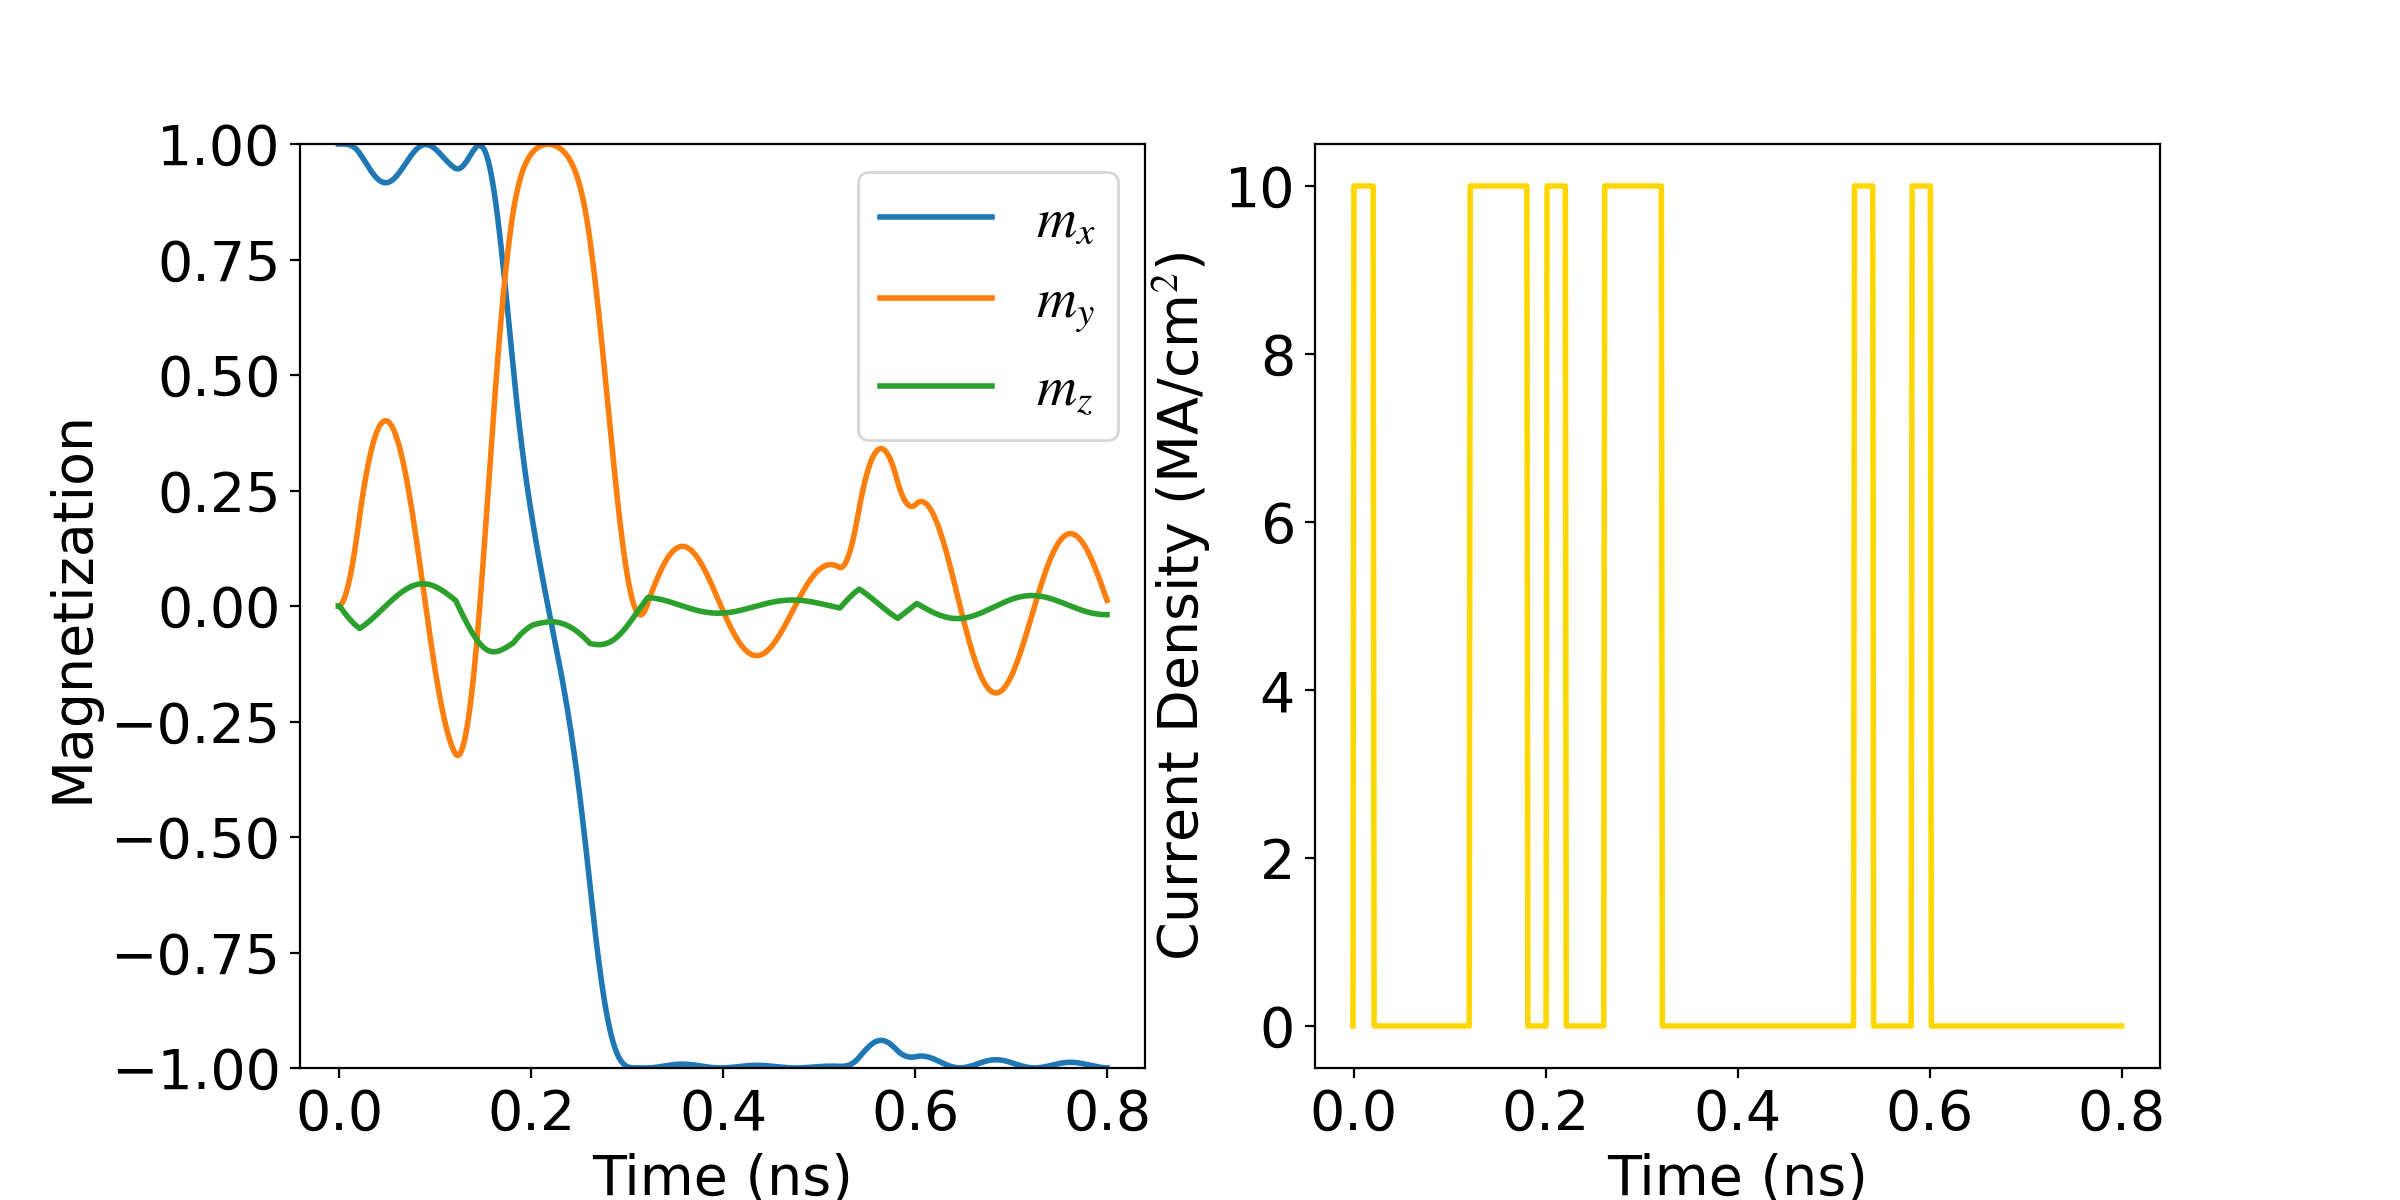 Magnetization
1.00
0.75
0.50
0.25
0.00
−0.25
−0.50
−0.75
−1.00
0.0 0.2 0.4 0.6 0.8
Time (ns)
m_x
m_y
m_z
Current Density (MA/cm²)
10
8
6
4
2
0
0.0 0.2 0.4 0.6 0.8
Time (ns)